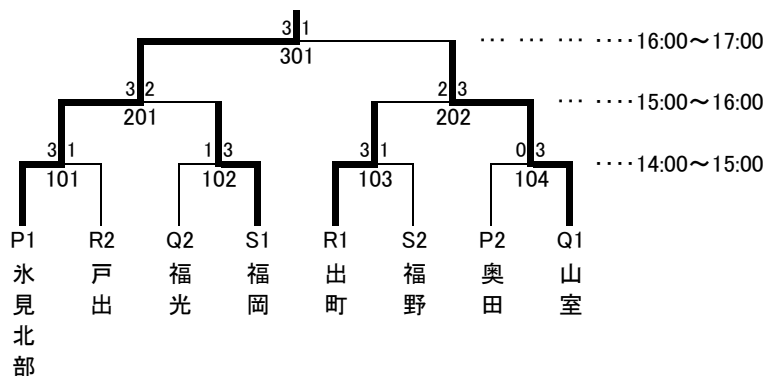 3 1
301
… … … ‥‥16:00～17:00
3 2
201
2 3
202
… … ‥‥15:00～16:00
3 1
101
1 3
102
3 1
103
0 3
104
‥‥14:00～15:00
P1 R2 Q2 S1 R1 S2 P2 Q1
氷見北部
戸出
福光
福岡
出町
福野
奥田
山室